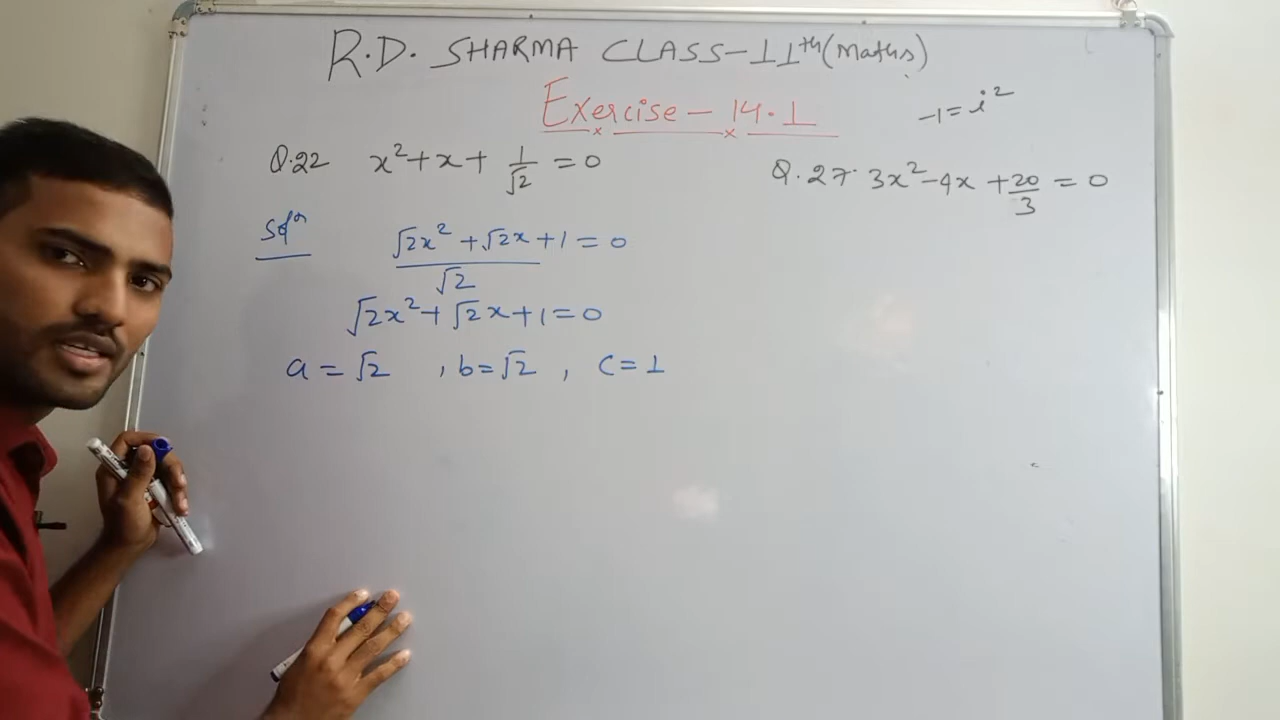 R.D. SHARMA CLASS-11th (Maths)
Exercise-14.1
-1=i²
Q.22 x²+x+1/√2=0
Q.27. 3x²-4x+20/3=0
Solⁿ
√2x²+√2x+1=0
√2
√2x²+√2x+1=0
a=√2, b=√2, c=1